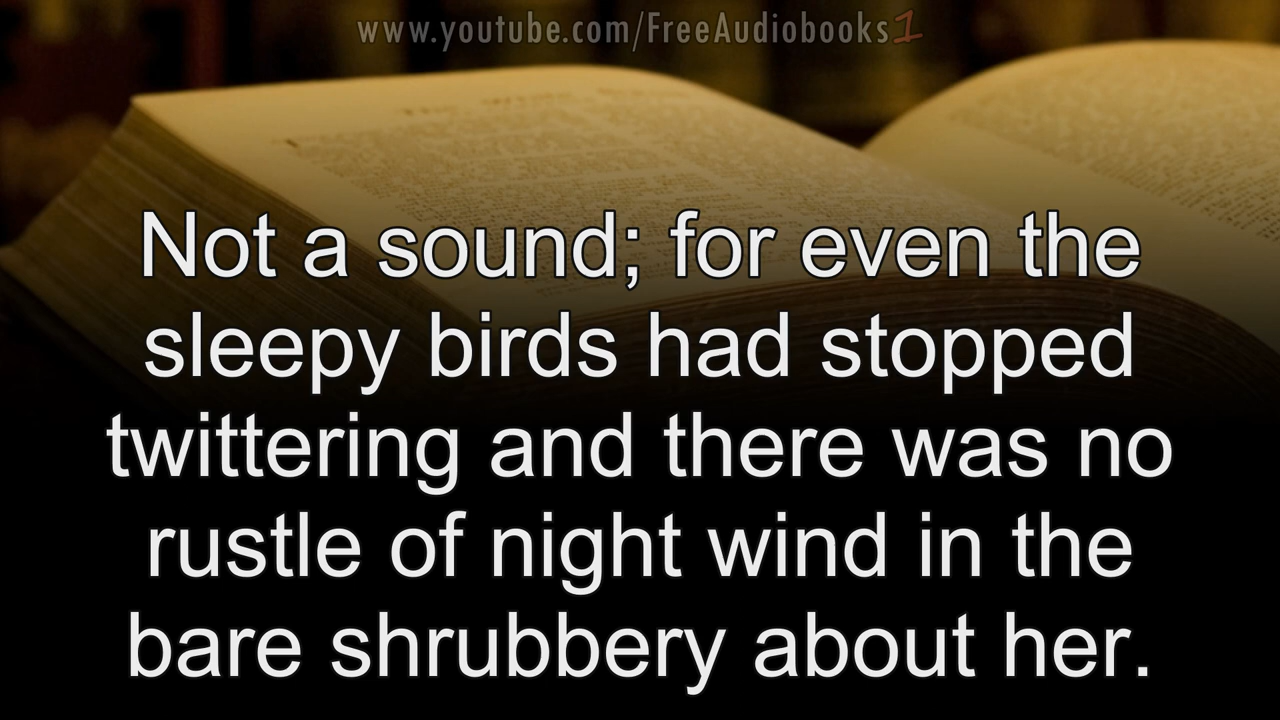 www.youtube.com/FreeAudiobooks1
Not a sound; for even the
sleepy birds had stopped
twittering and there was no
rustle of night wind in the
bare shrubbery about her.